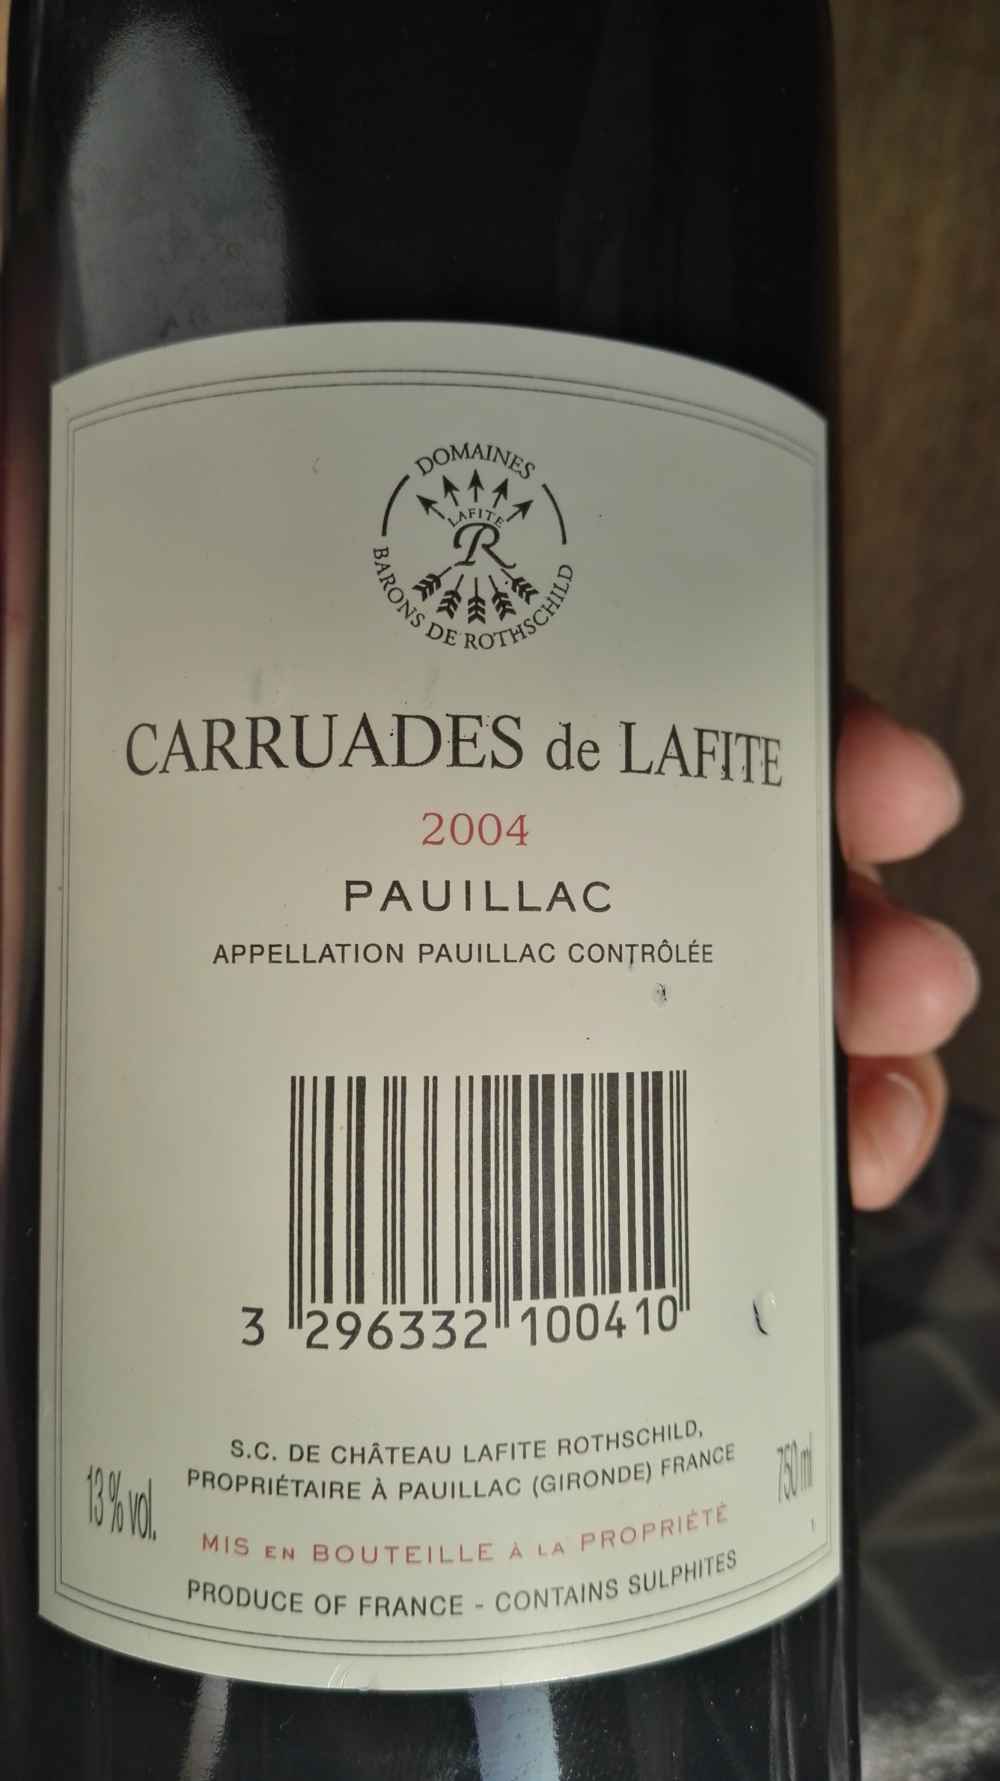 DOMAINES
LAFITE
R
BARONS DE ROTHSCHILD
CARRUADES de LAFITE
2004
PAUILLAC
APPELLATION PAUILLAC CONTRÔLÉE
3 296332 100410
S.C. DE CHÂTEAU LAFITE ROTHSCHILD,
PROPRIÉTAIRE À PAUILLAC (GIRONDE) FRANCE
13 % vol.
750 ml
MIS EN BOUTEILLE À LA PROPRIÉTÉ
PRODUCE OF FRANCE - CONTAINS SULPHITES